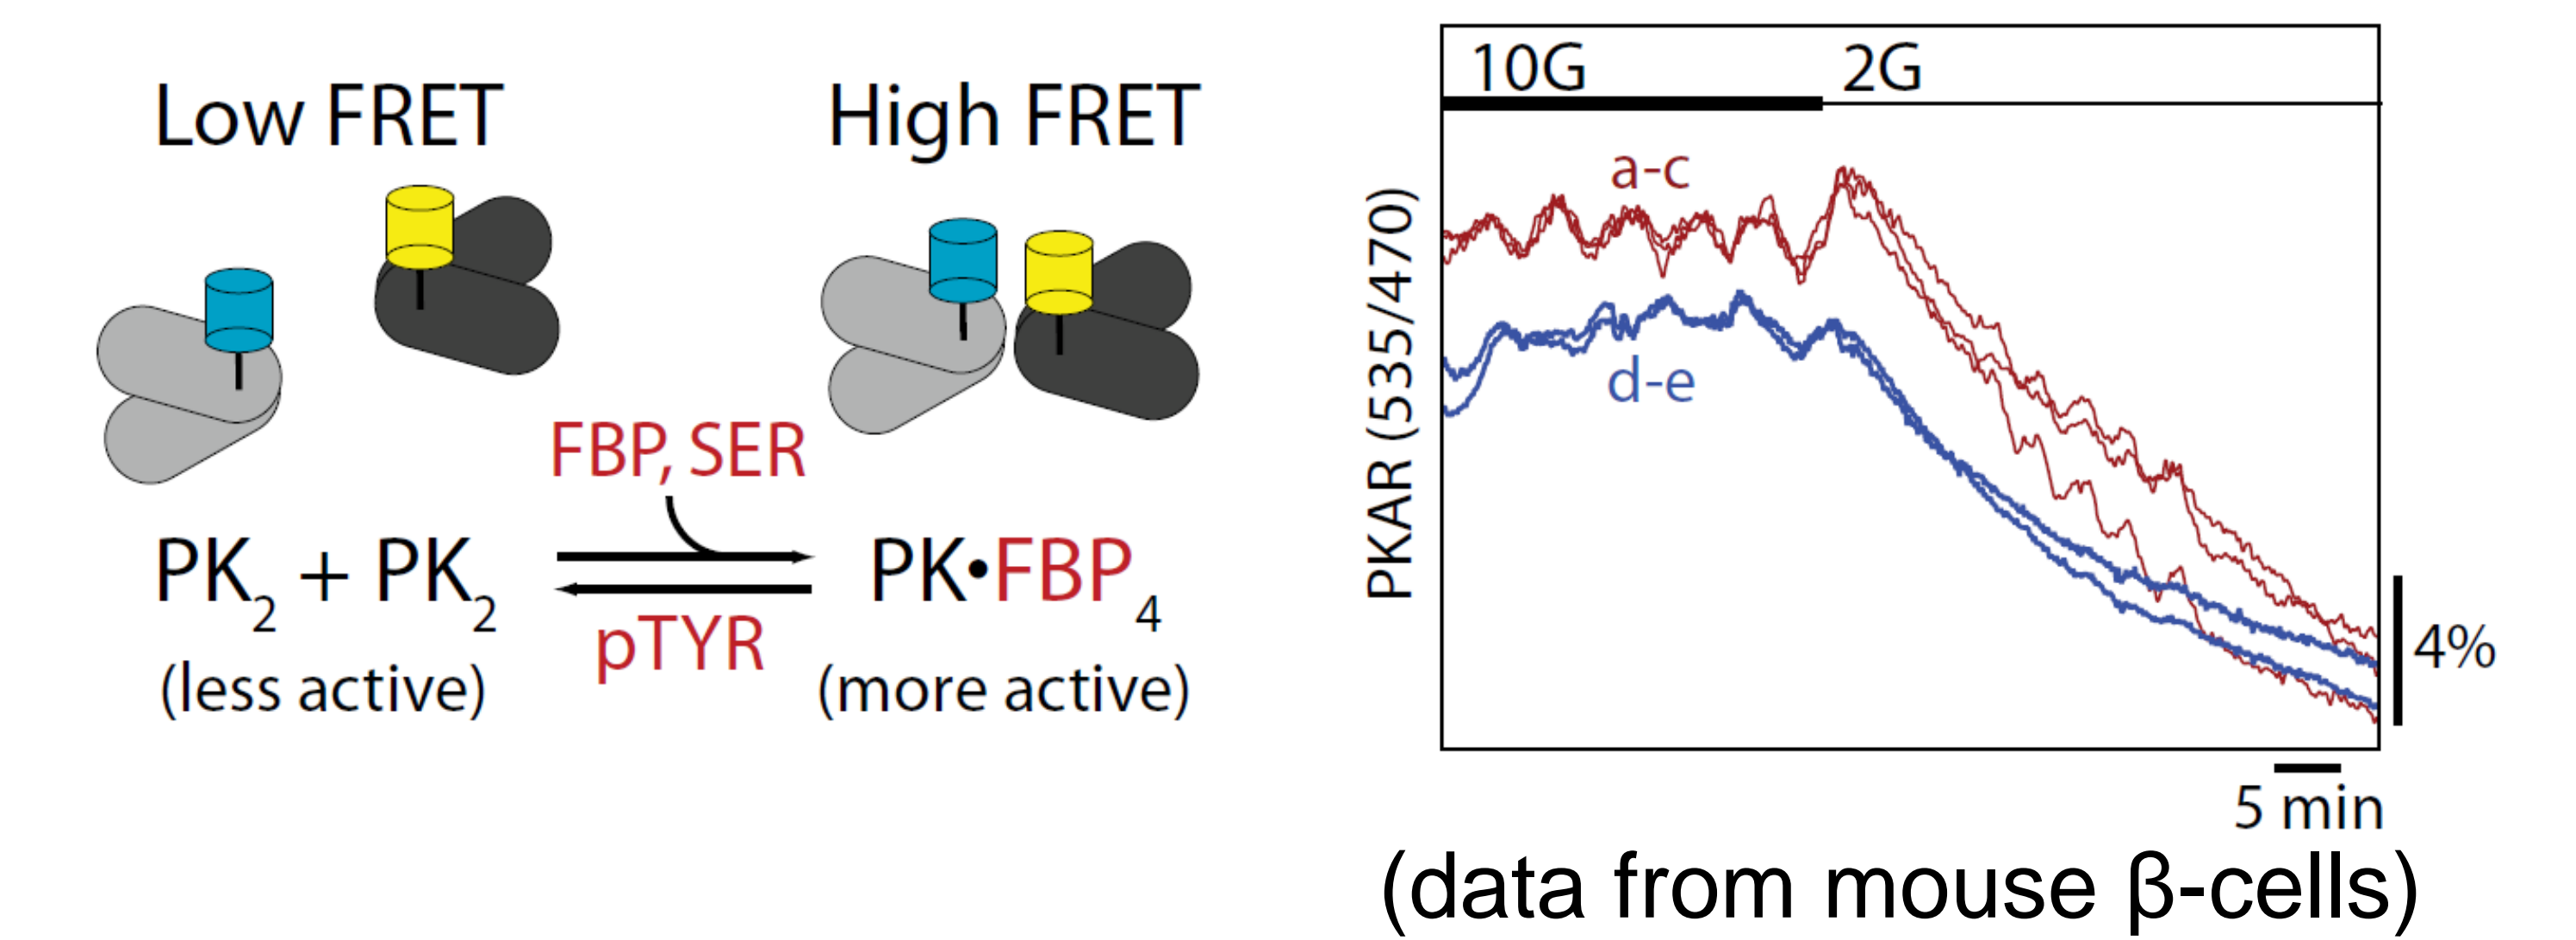 Low FRET
High FRET
FBP, SER
PK2 + PK2
PK•FBP4
pTYR
(less active)
(more active)
10G
2G
a-c
d-e
PKAR (535/470)
4%
5 min
(data from mouse β-cells)